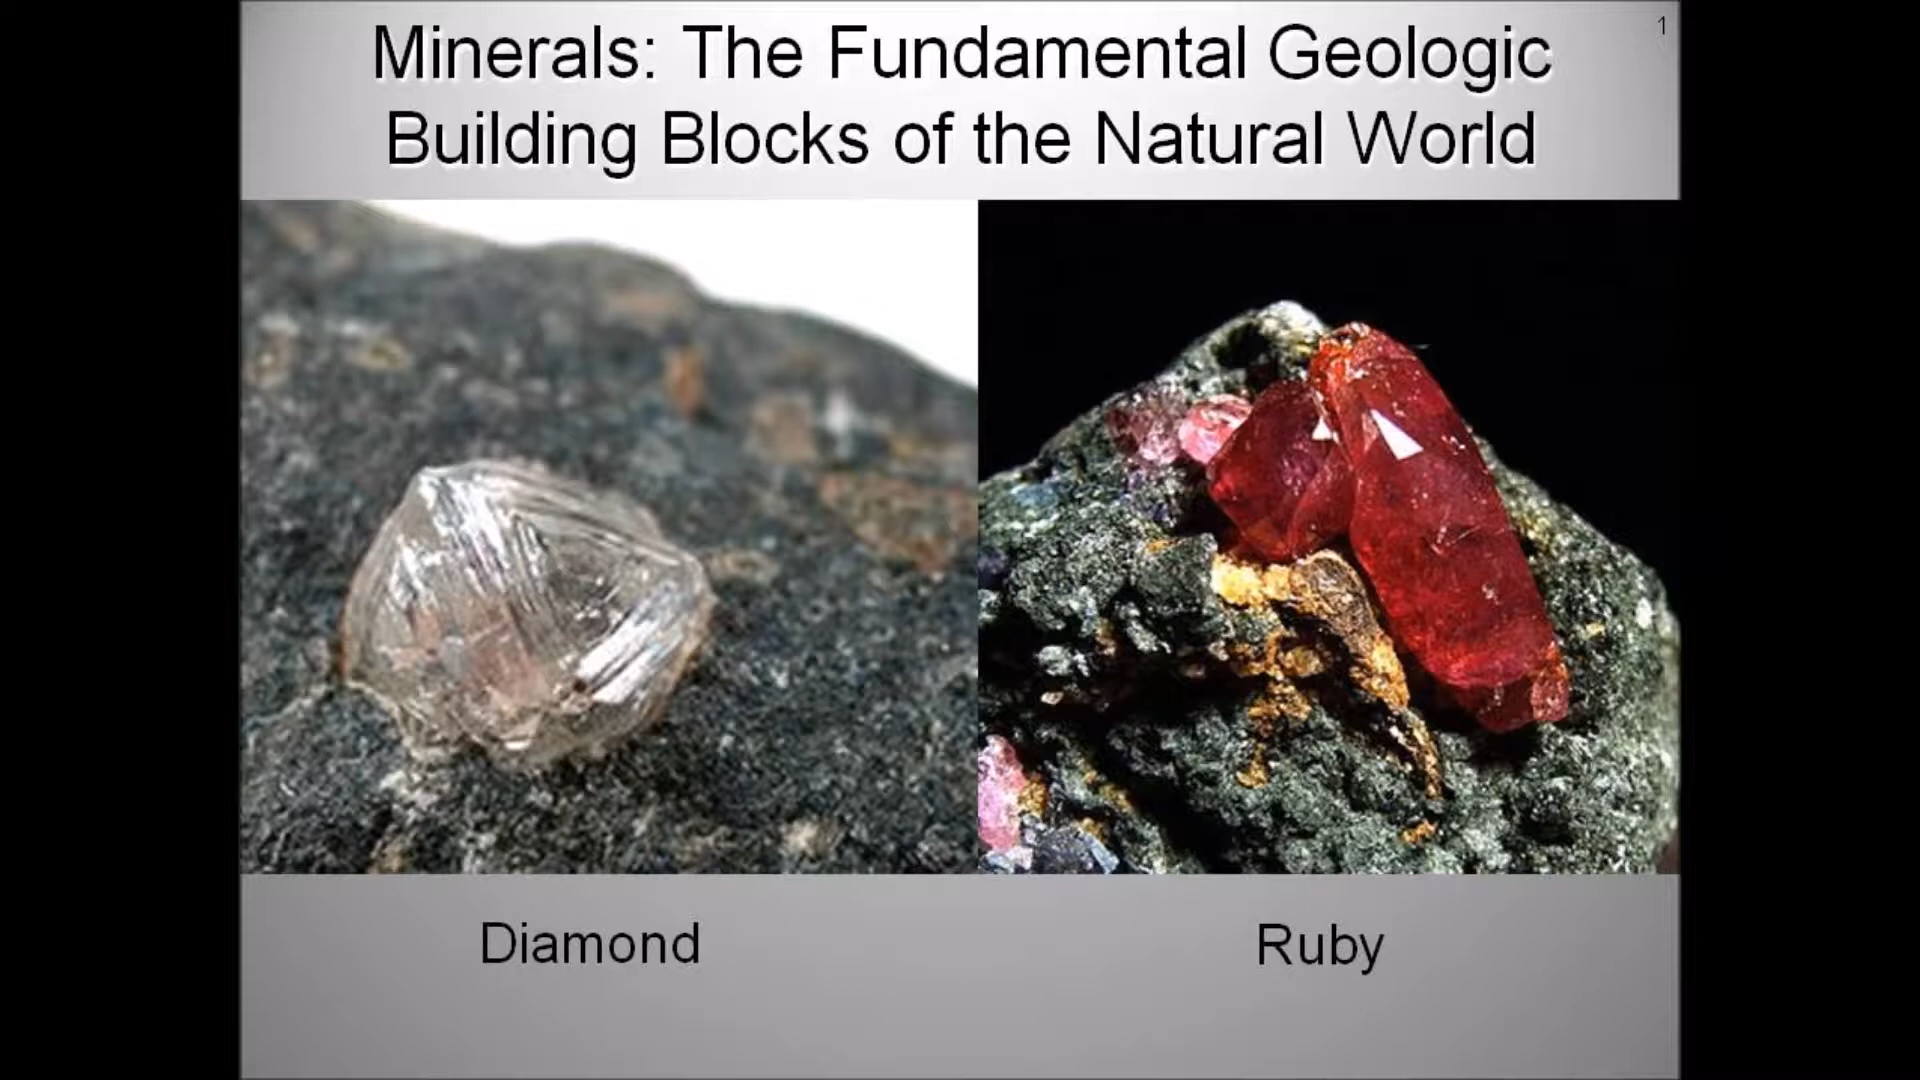 1
Minerals: The Fundamental Geologic
Building Blocks of the Natural World
Diamond
Ruby